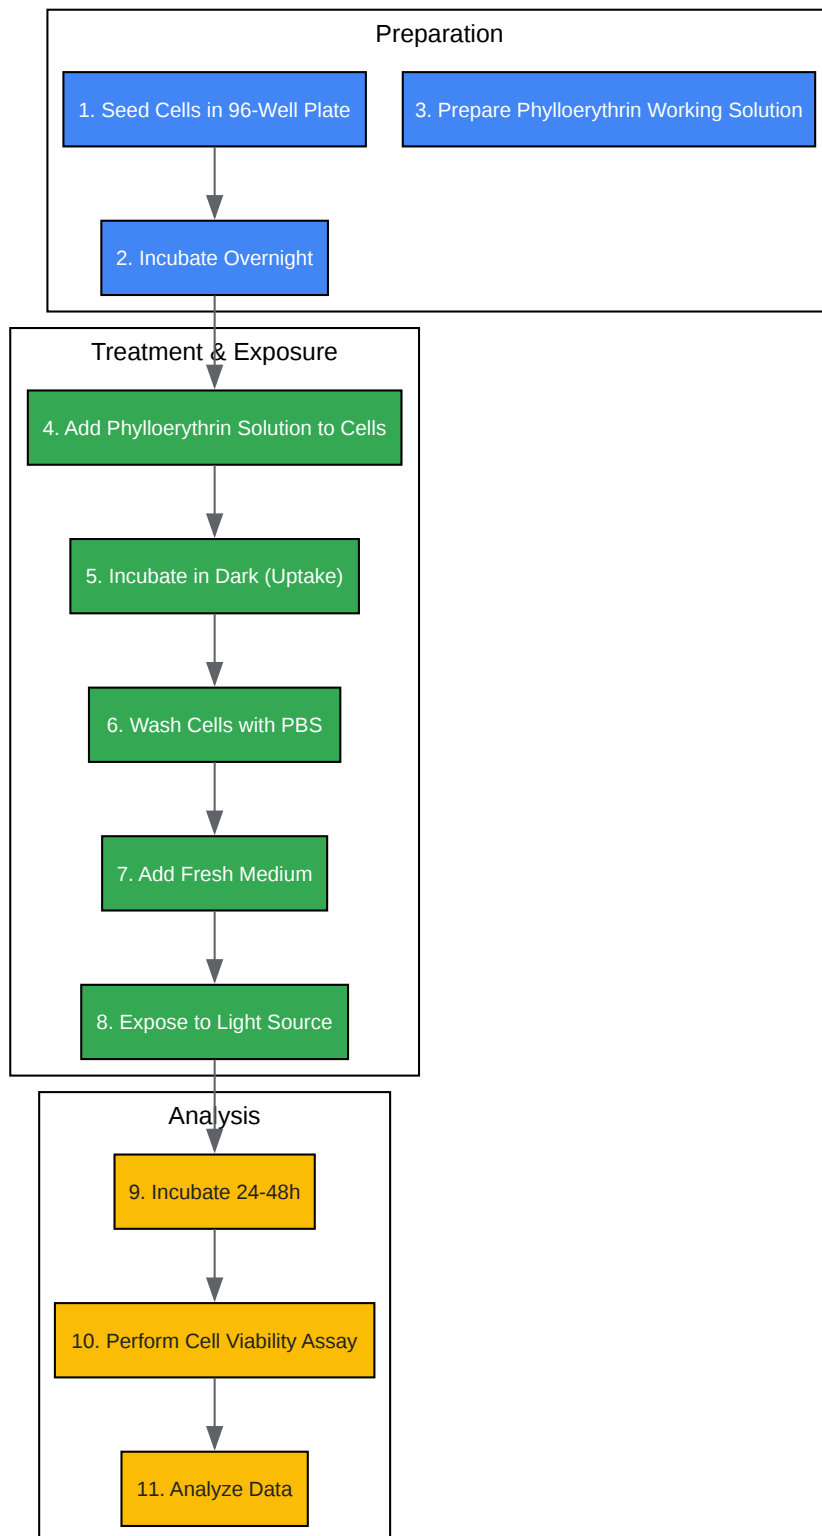 Preparation
1. Seed Cells in 96-Well Plate
3. Prepare Phylloerythrin Working Solution
2. Incubate Overnight
Treatment & Exposure
4. Add Phylloerythrin Solution to Cells
5. Incubate in Dark (Uptake)
6. Wash Cells with PBS
7. Add Fresh Medium
8. Expose to Light Source
Analysis
9. Incubate 24-48h
10. Perform Cell Viability Assay
11. Analyze Data